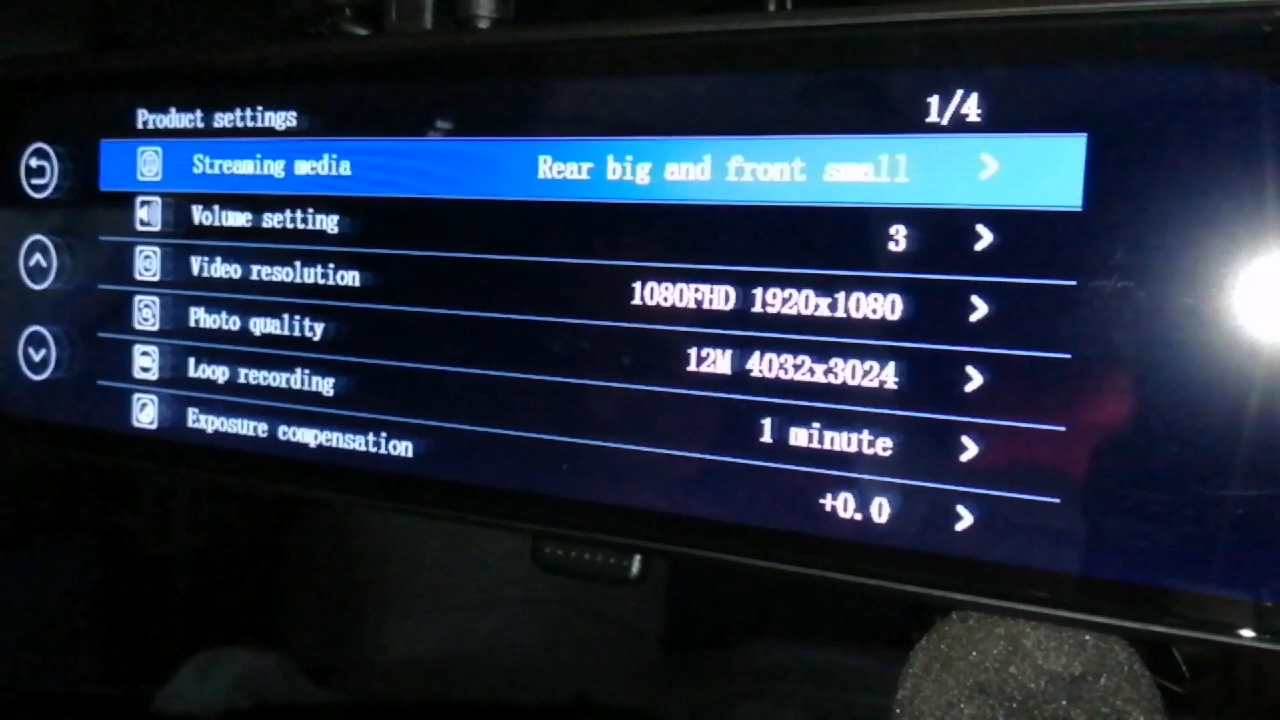 Product settings 1/4
Streaming media Rear big and front small
Volume setting 3
Video resolution 1080FHD 1920x1080
Photo quality 12M 4032x3024
Loop recording 1 minute
Exposure compensation +0.0